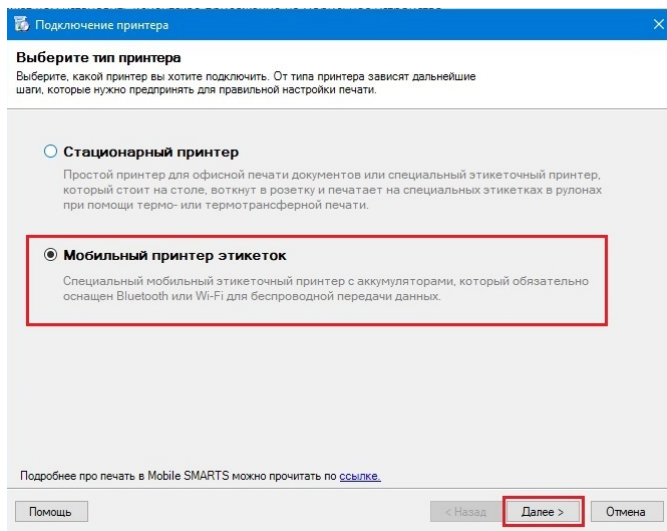 Подключение принтера
Выберите тип принтера
Выберите, какой принтер вы хотите подключить. От типа принтера зависят дальнейшие
шаги, которые нужно предпринять для правильной настройки печати.
Стационарный принтер
Простой принтер для офисной печати документов или специальный этикеточный принтер,
который стоит на столе, воткнут в розетку и печатает на специальных этикетках в рулонах
при помощи термо- или термотрансферной печати.
Мобильный принтер этикеток
Специальный мобильный этикеточный принтер с аккумуляторами, который обязательно
оснащен Bluetooth или Wi-Fi для беспроводной передачи данных.
Подробнее про печать в Mobile SMARTS можно прочитать по ссылке.
Помощь
< Назад
Далее >
Отмена